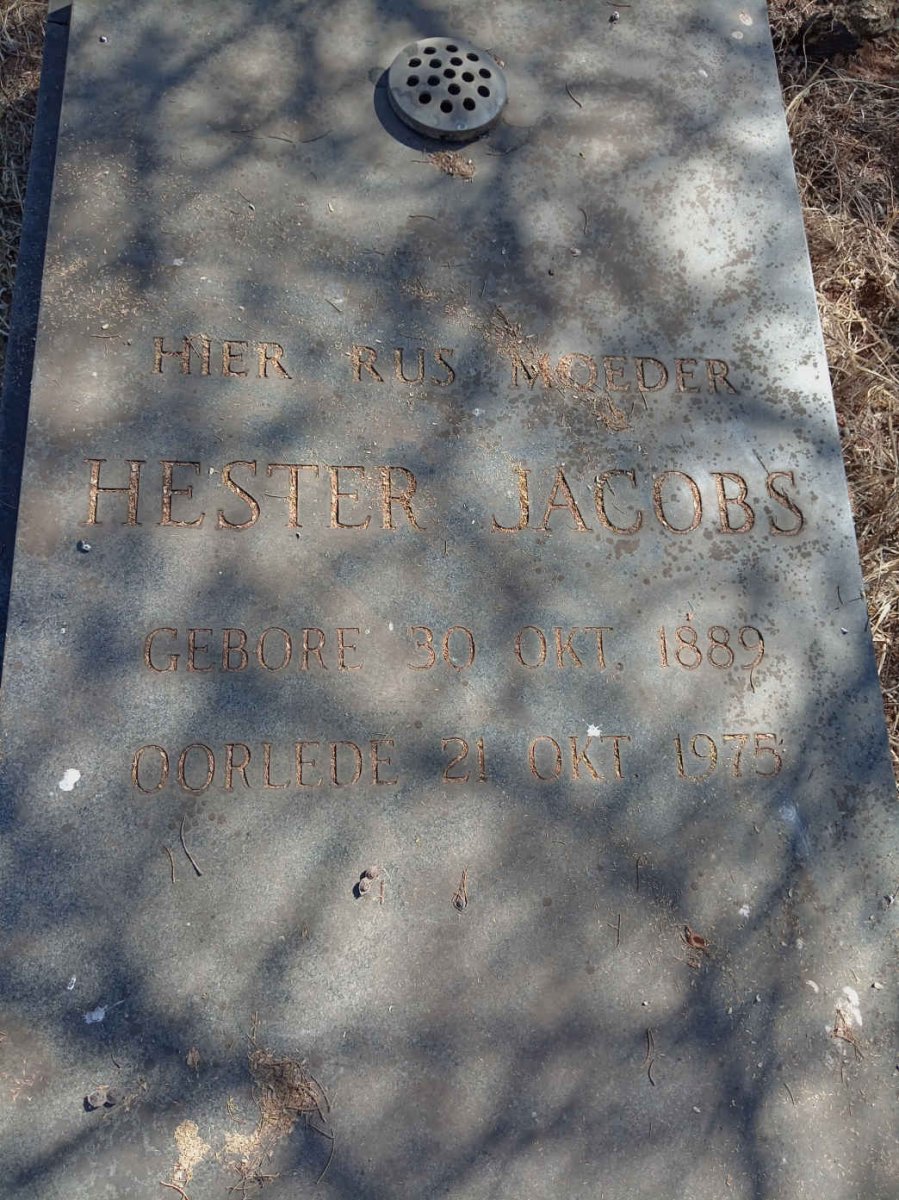 HIER RUS MOEDER
HESTER JACOBS
GEBORE 30 OKT. 1889
OORLEDE 21 OKT. 1975